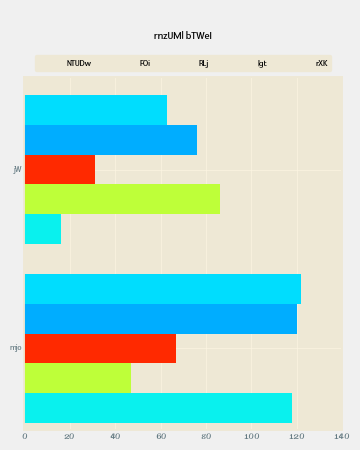 rnzUMl bTWeI
NTUDw FOi RLj Igt rXK
jW
mjo
0 20 40 60 80 100 120 140